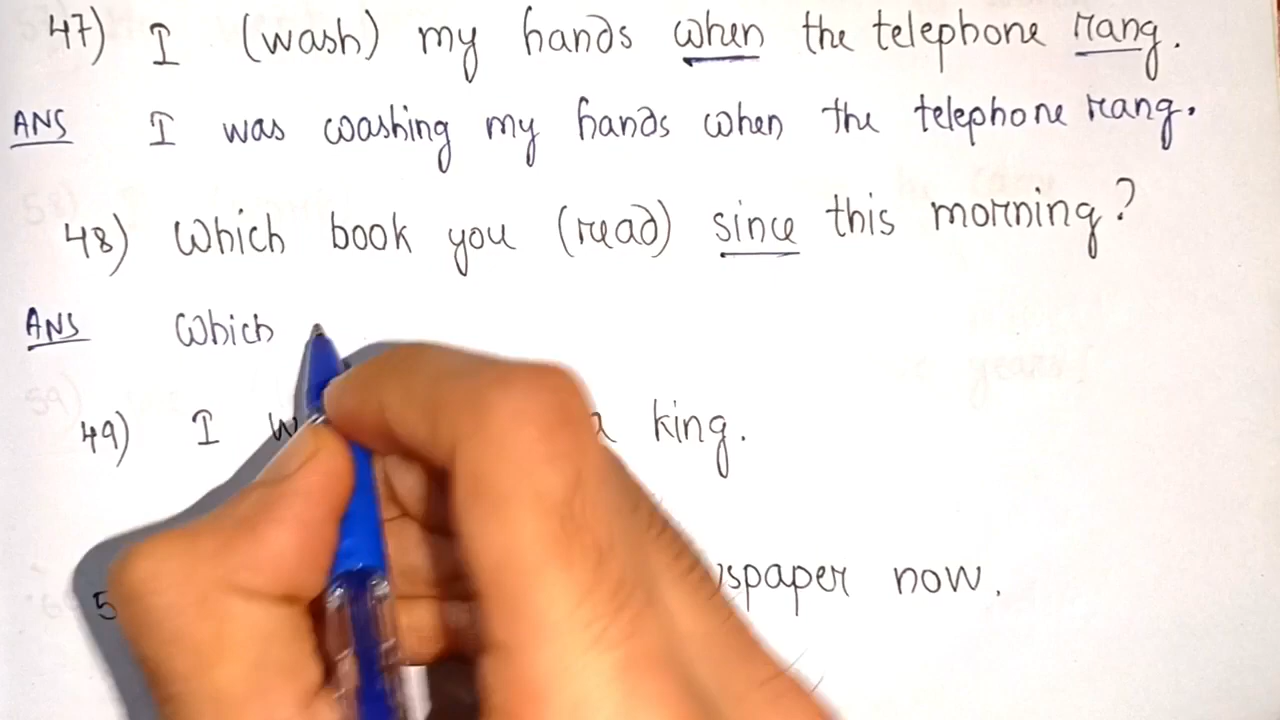 47) I (wash) my hands when the telephone rang.
ANS I was washing my hands when the telephone rang.
48) Which book you (read) since this morning?
ANS Which
49) I king.
now.